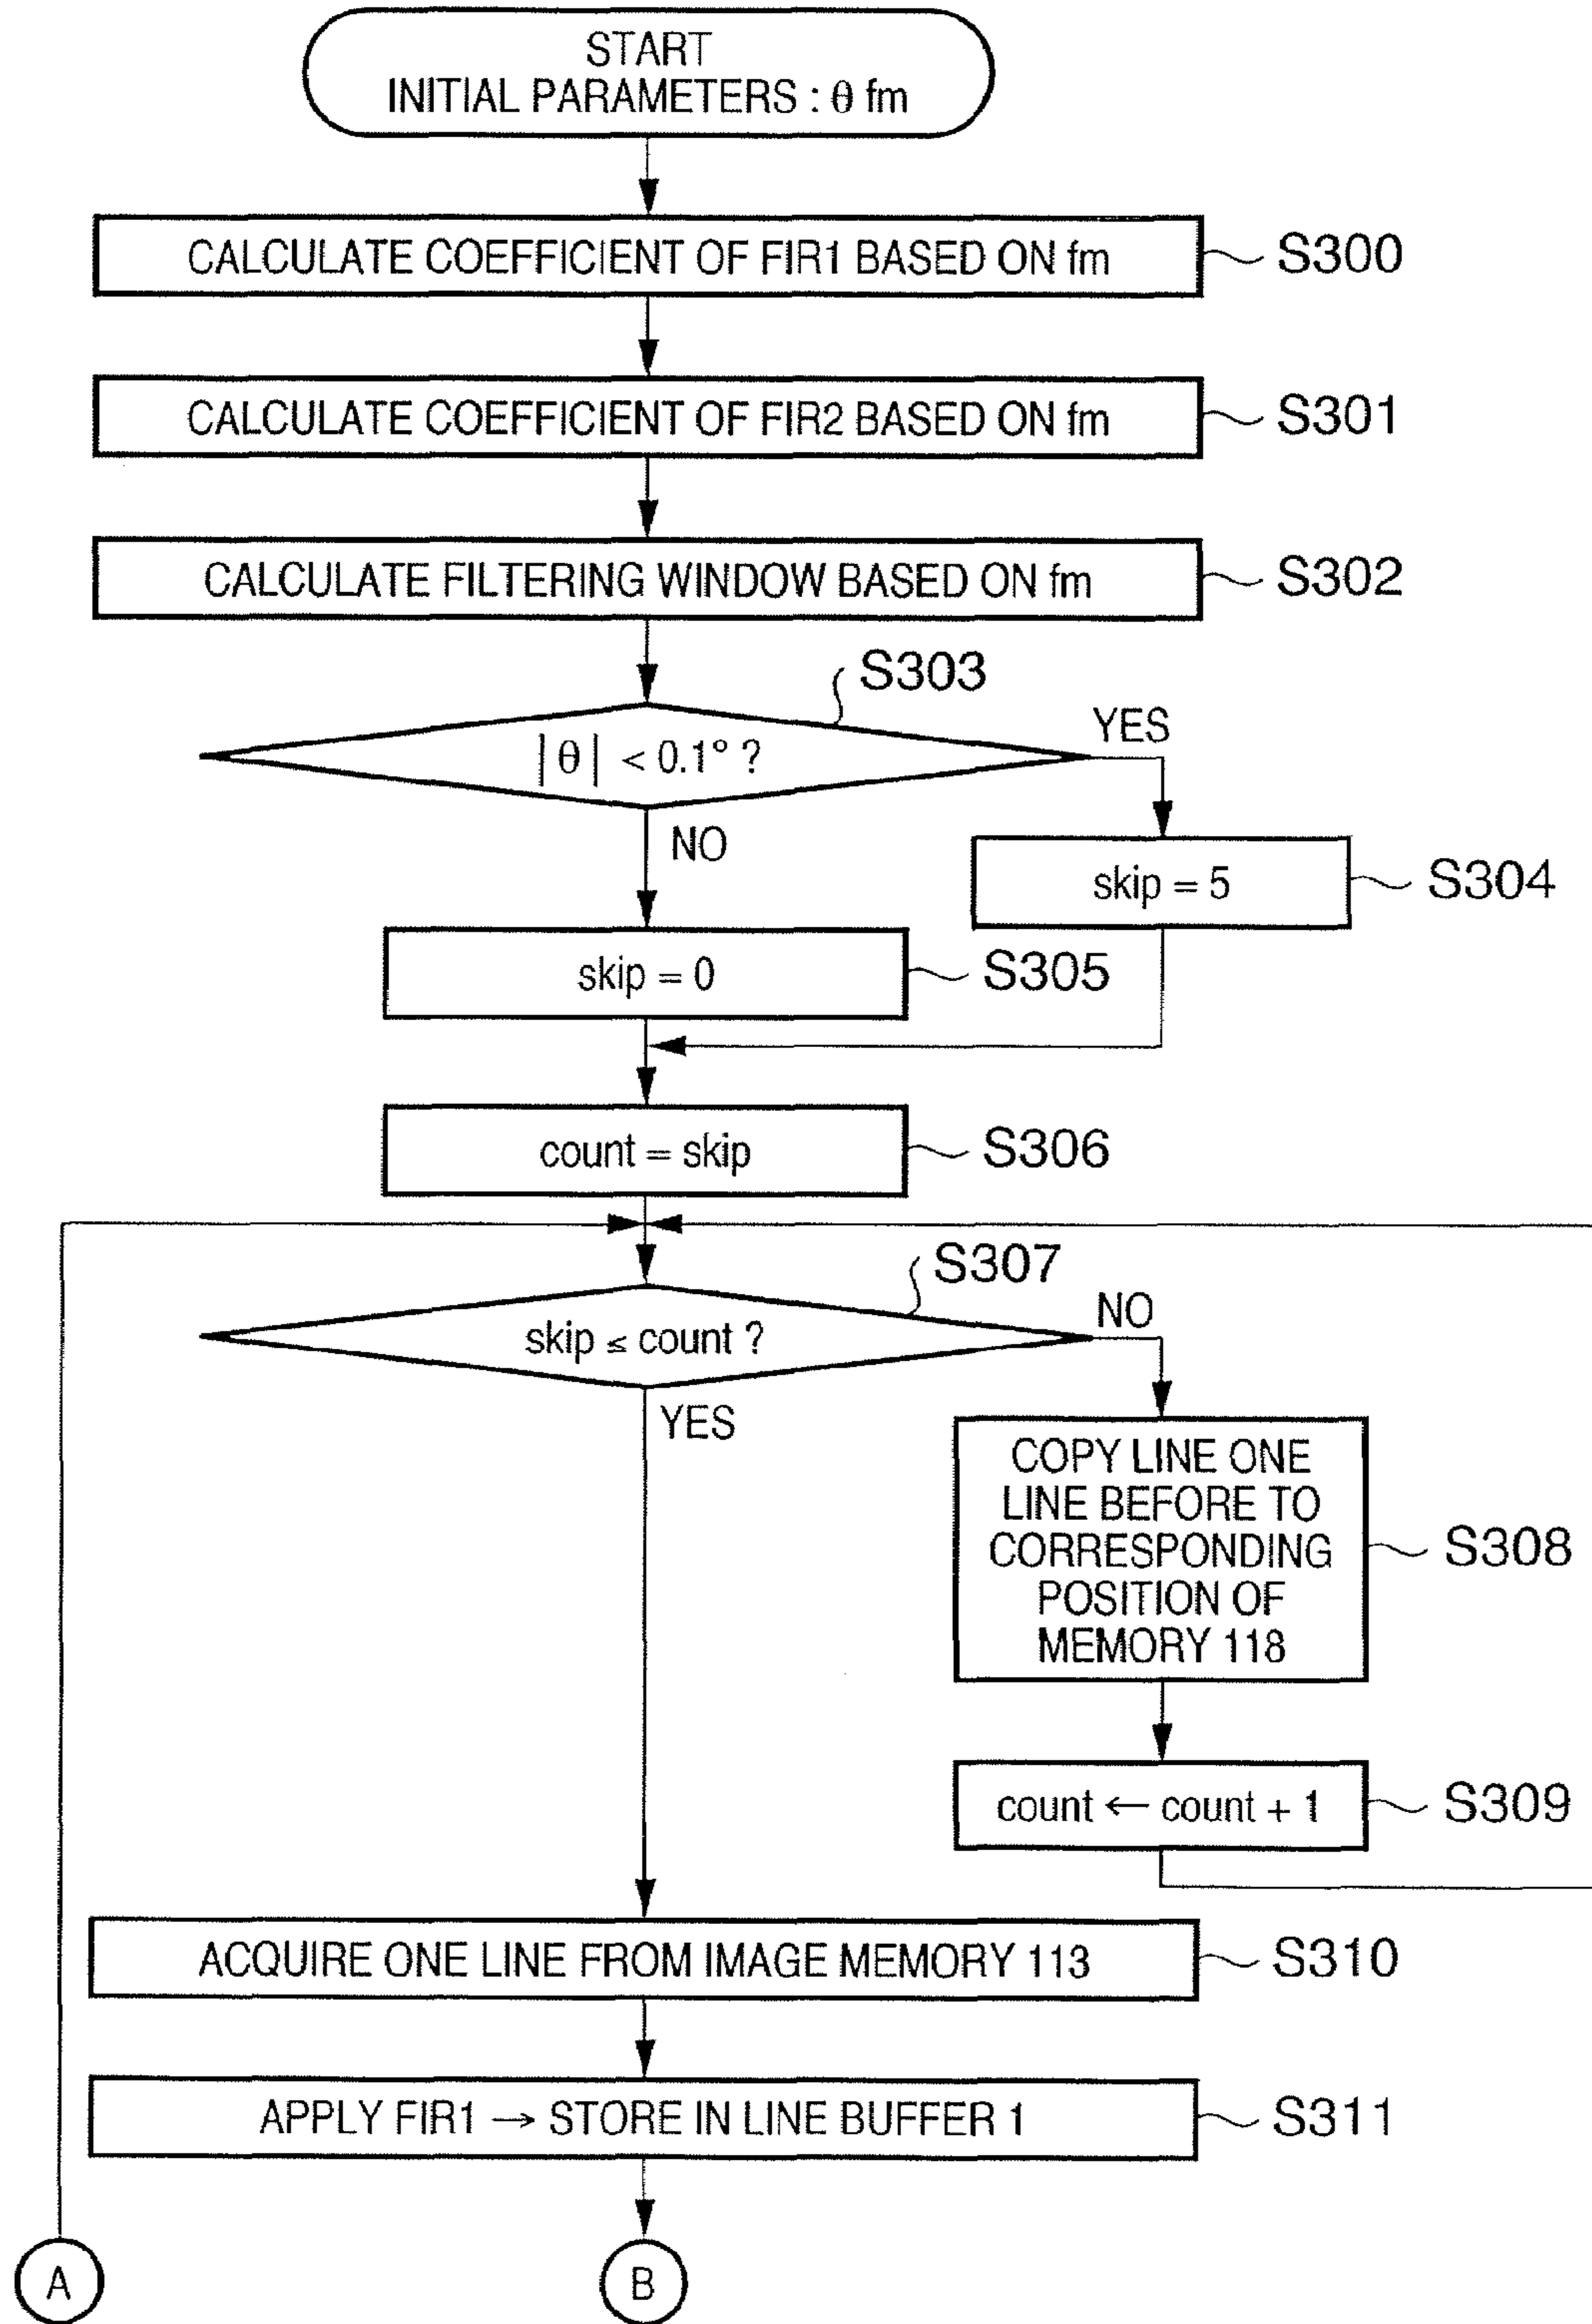 START
INITIAL PARAMETERS : θ fm
CALCULATE COEFFICIENT OF FIR1 BASED ON fm
S300
CALCULATE COEFFICIENT OF FIR2 BASED ON fm
S301
CALCULATE FILTERING WINDOW BASED ON fm
S302
S303
| θ | < 0.1° ?
YES
NO
skip = 5
S304
skip = 0
S305
count = skip
S306
S307
skip ≤ count ?
NO
YES
COPY LINE ONE
LINE BEFORE TO
CORRESPONDING
POSITION OF
MEMORY 118
S308
count ← count + 1
S309
ACQUIRE ONE LINE FROM IMAGE MEMORY 113
S310
APPLY FIR1 → STORE IN LINE BUFFER 1
S311
A
B